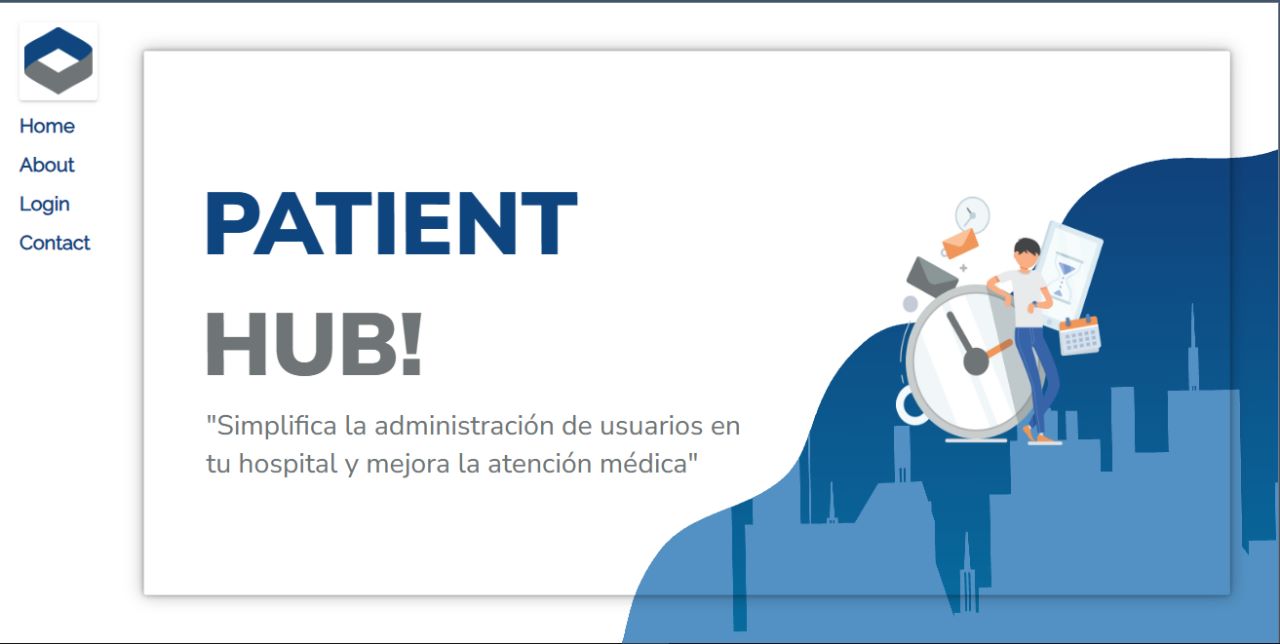 Home
About
Login
Contact
PATIENT
HUB!
"Simplifica la administración de usuarios en
tu hospital y mejora la atención médica"